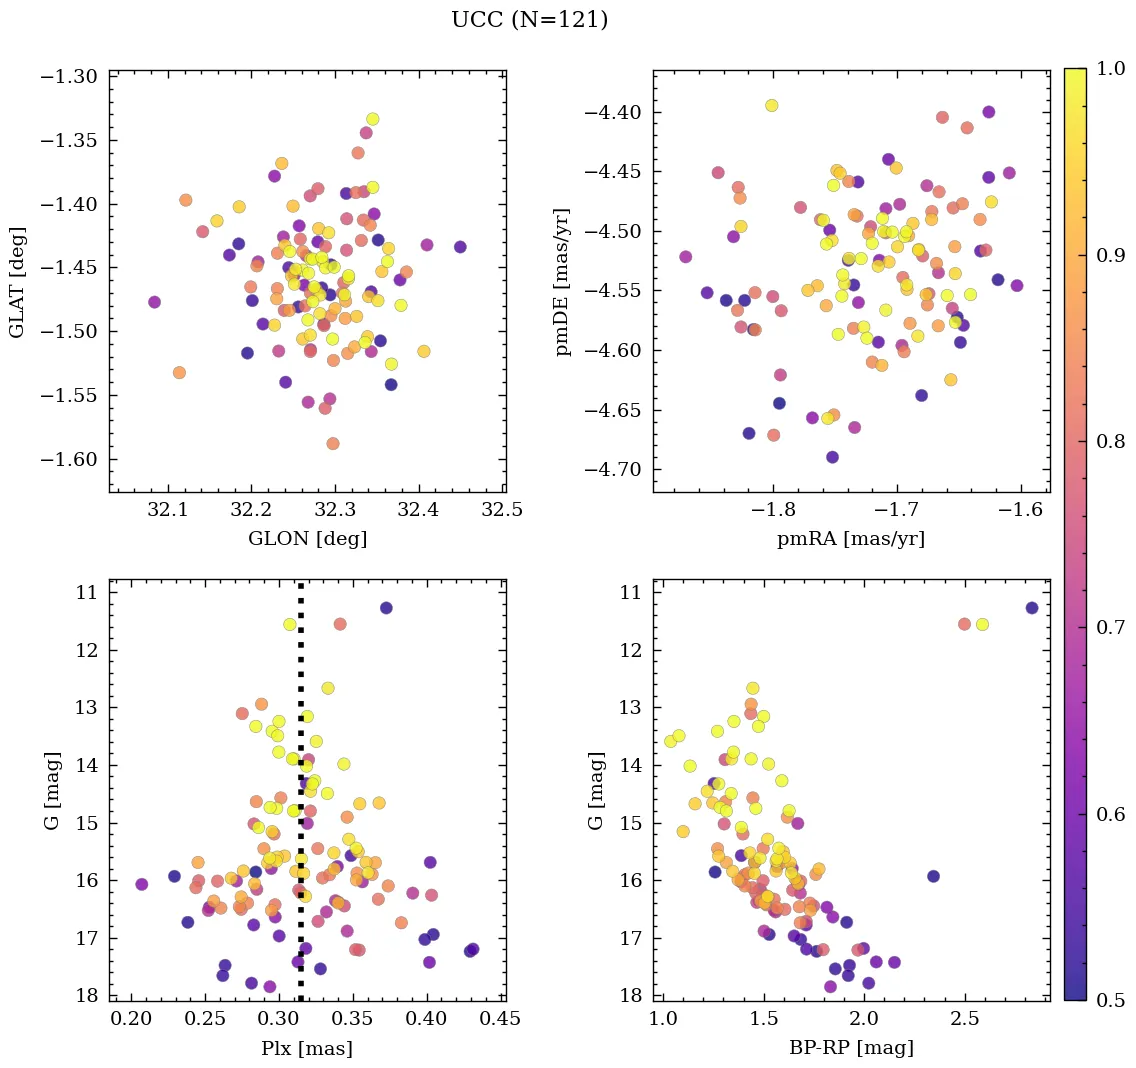 UCC (N=121)
−1.30
−1.35
−1.40
−1.45
−1.50
−1.55
−1.60
GLAT [deg]
32.1 32.2 32.3 32.4 32.5
GLON [deg]
−4.40
−4.45
−4.50
−4.55
−4.60
−4.65
−4.70
pmDE [mas/yr]
−1.8 −1.7 −1.6
pmRA [mas/yr]
1.0
0.9
0.8
0.7
0.6
0.5
11
12
13
14
15
16
17
18
G [mag]
0.20 0.25 0.30 0.35 0.40 0.45
Plx [mas]
11
12
13
14
15
16
17
18
G [mag]
1.0 1.5 2.0 2.5
BP-RP [mag]